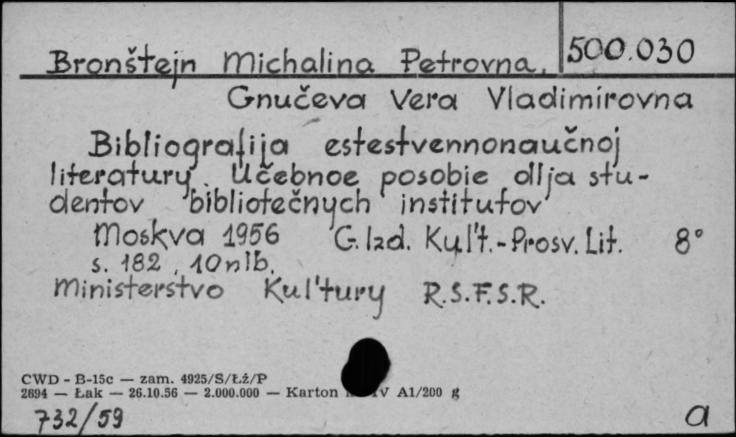 500.030
Bronštejn Michalina Petrovna,
Gnučeva Vera Vladimirovna
Bibliografija estestvennonaučnoj
literatury. Učebnoe posobie dlja stu-
dentov bibliotečnych institutov
Moskva 1956 G. Izd. Kul't.-Prosv. Lit. 8°
s. 182, 10 nlb.
Ministerstvo Kul'tury R.S.F.S.R.
CWD - B-15c — zam. 4925/S/Łż/P
2694 — Łak — 26.10.56 — 2.000.000 — Karton A1/200 g
732/59 a